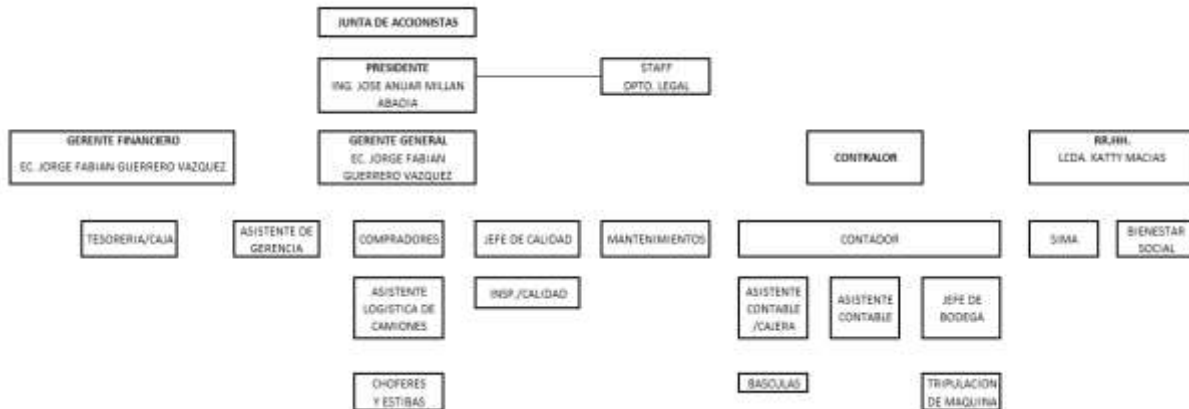 JUNTA DE ACCIONISTAS
PRESIDENTE
ING. JOSE ANUAR MILLAN
ABADIA
STAFF
DPTO. LEGAL
GERENTE FINANCIERO
EC. JORGE FABIAN GUERRERO VAZQUEZ
GERENTE GENERAL
EC. JORGE FABIAN
GUERRERO VAZQUEZ
CONTRALOR
RR.HH.
LCDA. KATTY MACIAS
TESORERIA/CAJA
ASISTENTE DE
GERENCIA
COMPRADORES
JEFE DE CALIDAD
MANTENIMIENTOS
CONTADOR
SIMA
BIENESTAR
SOCIAL
ASISTENTE
LOGISTICA DE
CAMIONES
INSP./CALIDAD
ASISTENTE
CONTABLE
/CAJERA
ASISTENTE
CONTABLE
JEFE DE
BODEGA
CHOFERES
Y ESTIBAS
BASCULAS
TRIPULACION
DE MAQUINA